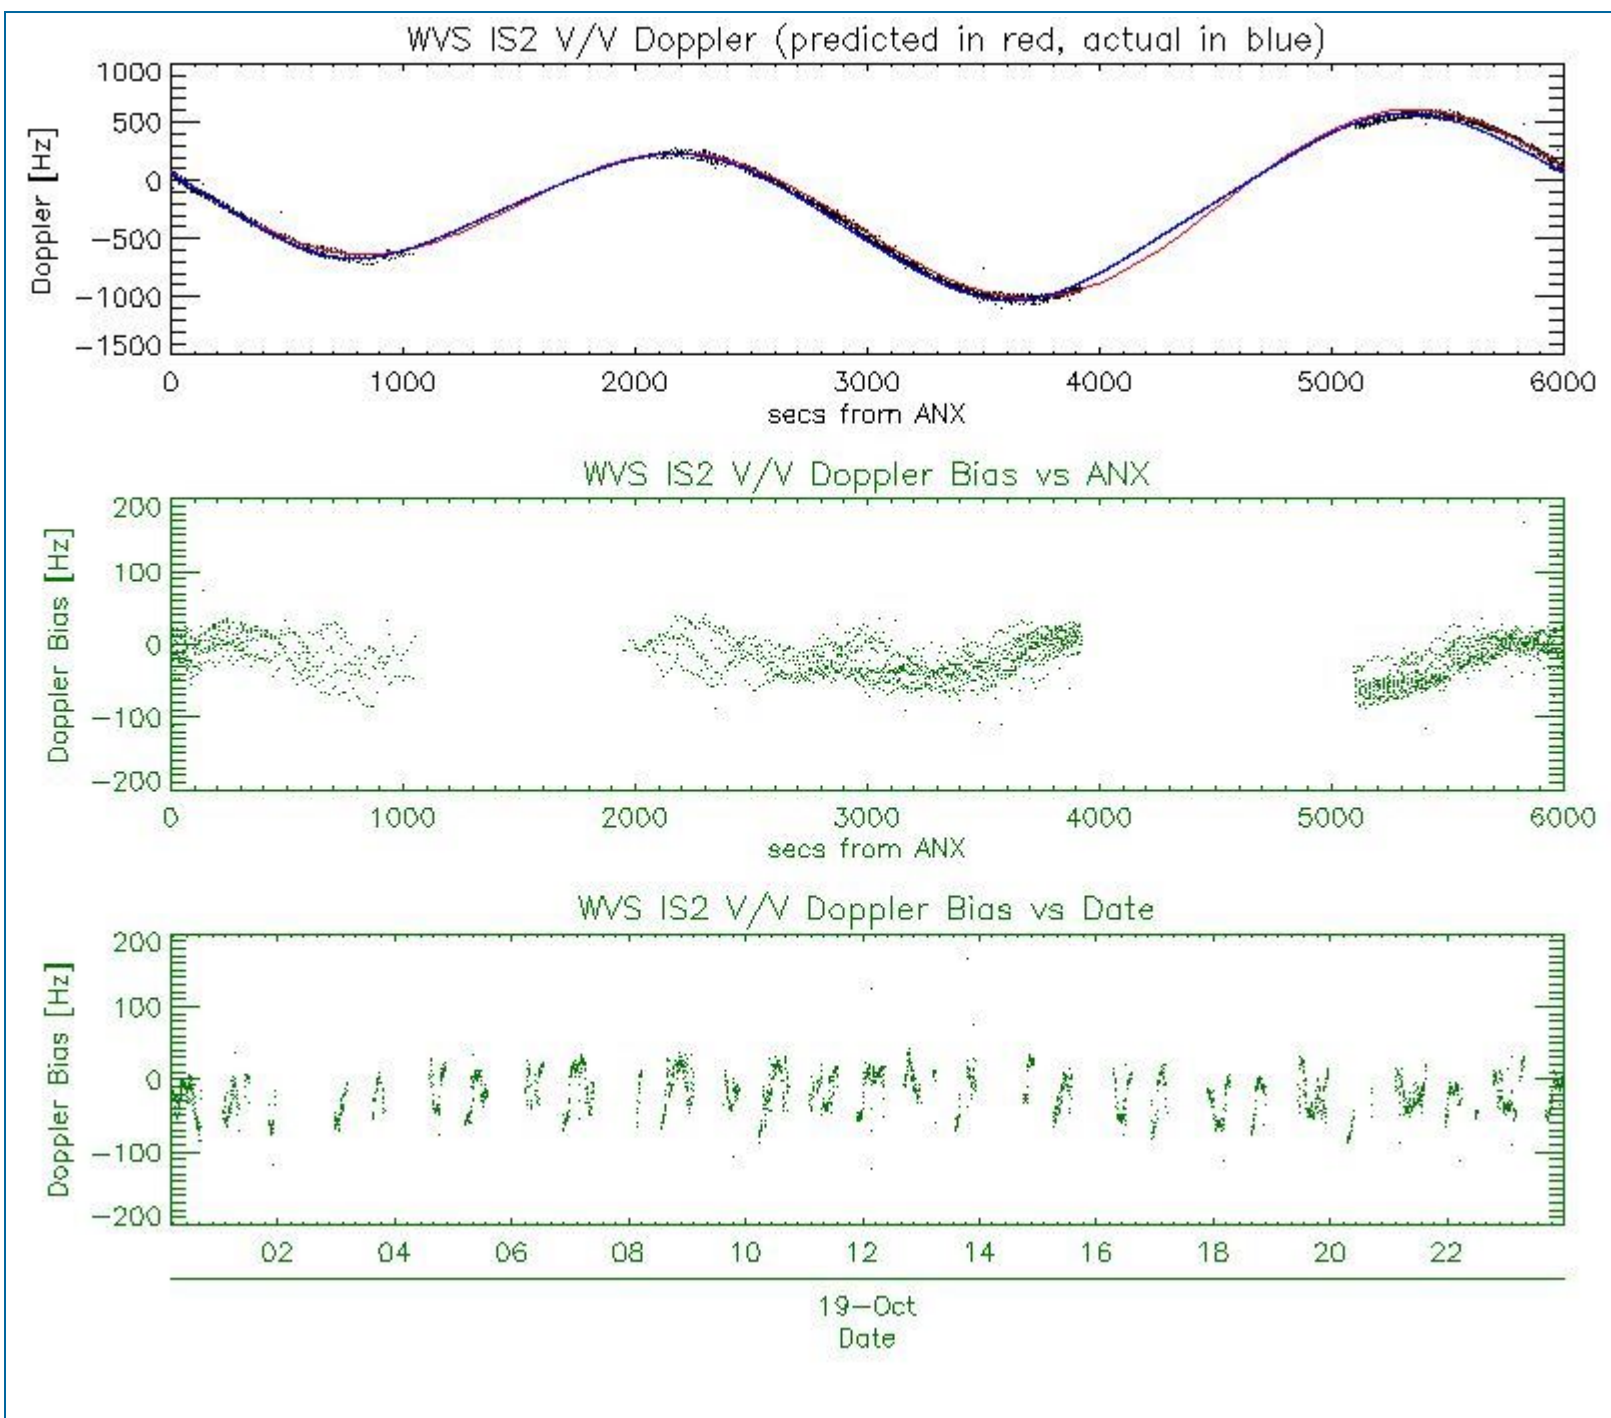 WVS IS2 V/V Doppler (predicted in red, actual in blue)
1000
500
0
−500
−1000
−1500
Doppler [Hz]
0 1000 2000 3000 4000 5000 6000
secs from ANX
WVS IS2 V/V Doppler Bias vs ANX
200
100
0
−100
−200
Doppler Bias [Hz]
0 1000 2000 3000 4000 5000 6000
secs from ANX
WVS IS2 V/V Doppler Bias vs Date
200
100
0
−100
−200
Doppler Bias [Hz]
02 04 06 08 10 12 14 16 18 20 22
19−Oct
Date